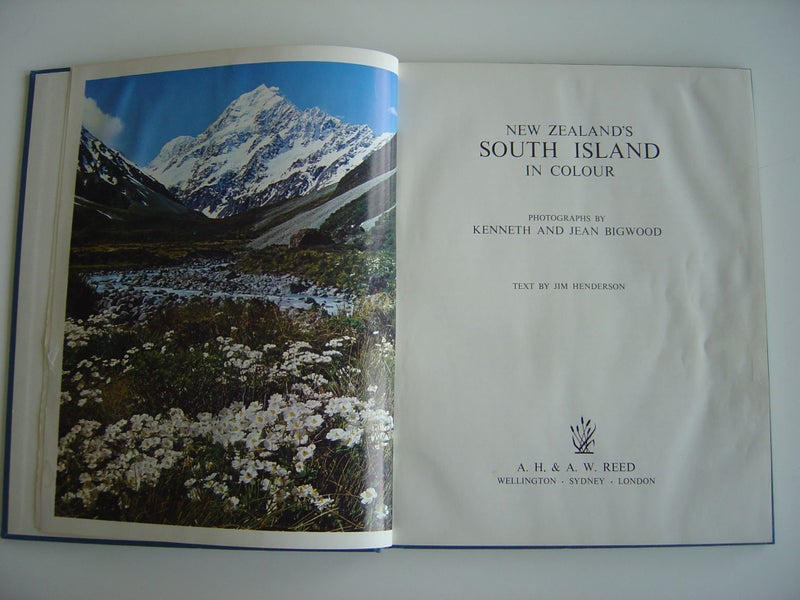 NEW ZEALAND'S
SOUTH ISLAND
IN COLOUR
PHOTOGRAPHS BY
KENNETH AND JEAN BIGWOOD
TEXT BY JIM HENDERSON
A. H. & A. W. REED
WELLINGTON · SYDNEY · LONDON